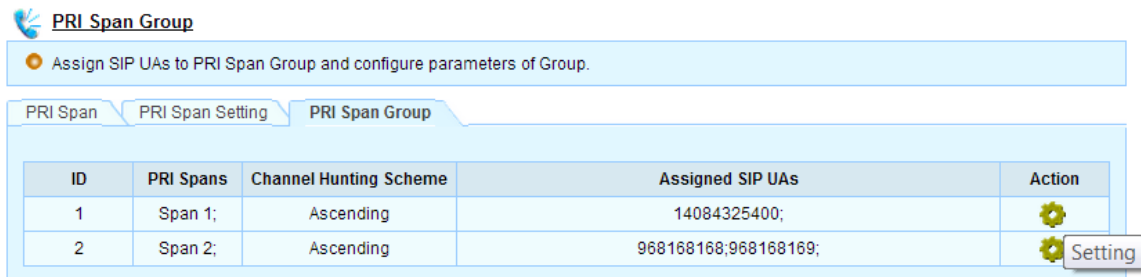 PRI Span Group
Assign SIP UAs to PRI Span Group and configure parameters of Group.
PRI Span PRI Span Setting PRI Span Group
ID PRI Spans Channel Hunting Scheme Assigned SIP UAs Action
1 Span 1; Ascending 14084325400;
2 Span 2; Ascending 968168168;968168169;
Setting